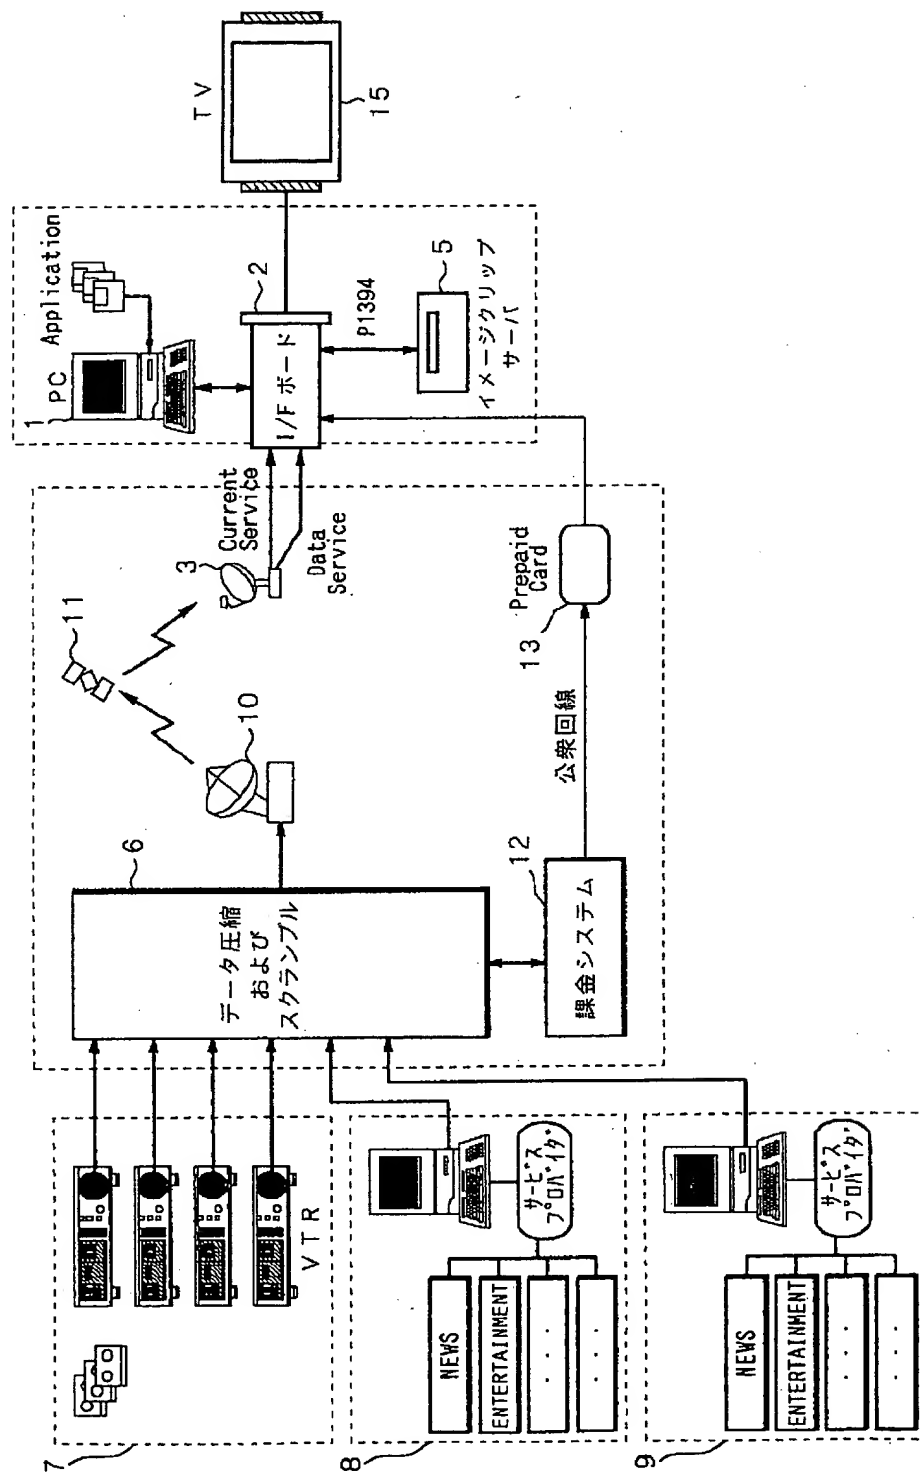 7
VTR
8
NEWS
ENTERTAINMENT
・・・
・・・
サービス
プロバイダ
9
NEWS
ENTERTAINMENT
・・・
・・・
サービス
プロバイダ
6
データ圧縮
および
スクランブル
12
課金システム
10
11
3
Current
Service
Data
Service
公衆回線
13
Prepaid
Card
1
PC
Application
I/Fボード
2
P1394
5
イメージクリップ
サーバ
TV
15